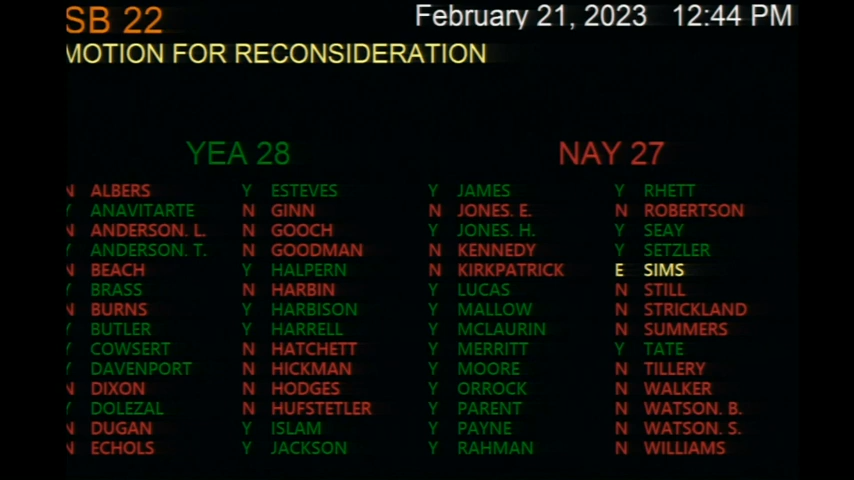 SB 22 February 21, 2023 12:44 PM
MOTION FOR RECONSIDERATION
YEA 28 NAY 27
N ALBERS Y ESTEVES Y JAMES Y RHETT
Y ANAVITARTE N GINN N JONES. E. N ROBERTSON
N ANDERSON. L. N GOOCH Y JONES. H. Y SEAY
Y ANDERSON. T. N GOODMAN N KENNEDY Y SETZLER
N BEACH Y HALPERN N KIRKPATRICK E SIMS
Y BRASS N HARBIN Y LUCAS N STILL
N BURNS Y HARBISON Y MALLOW N STRICKLAND
Y BUTLER Y HARRELL Y MCLAURIN N SUMMERS
Y COWSERT N HATCHETT Y MERRITT Y TATE
Y DAVENPORT N HICKMAN Y MOORE N TILLERY
N DIXON N HODGES Y ORROCK N WALKER
Y DOLEZAL N HUFSTETLER Y PARENT N WATSON. B.
N DUGAN Y ISLAM Y PAYNE N WATSON. S.
N ECHOLS Y JACKSON Y RAHMAN N WILLIAMS